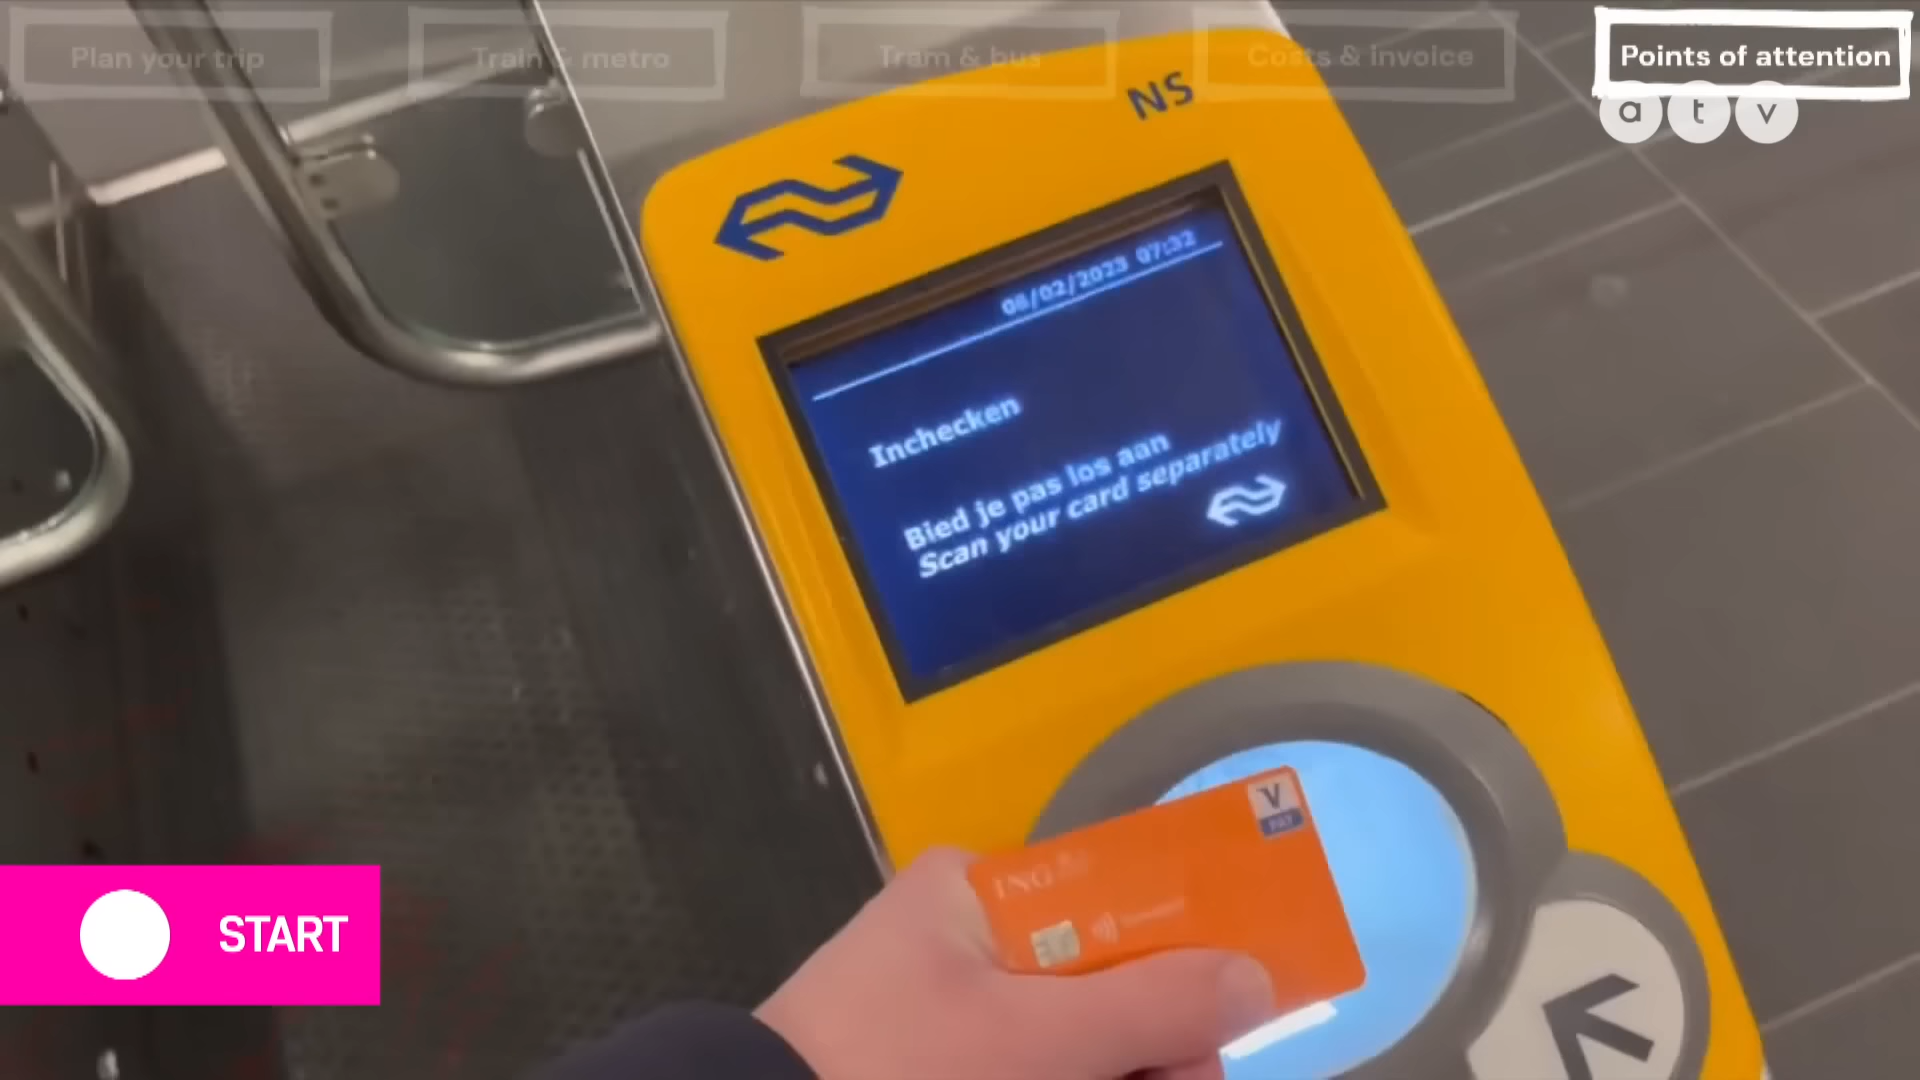 Plan your trip
Train & metro
Tram & bus
Costs & invoice
Points of attention
a t v
NS
08/02/2023 07:32
Inchecken
Bied je pas los aan
Scan your card separately
V
PAY
ING
START